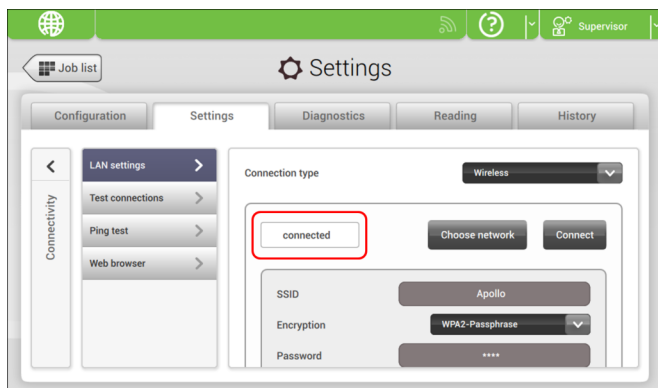 Supervisor
Job list
Settings
Configuration
Settings
Diagnostics
Reading
History
Connectivity
LAN settings
Test connections
Ping test
Web browser
Connection type
Wireless
connected
Choose network
Connect
SSID
Apollo
Encryption
WPA2-Passphrase
Password
****